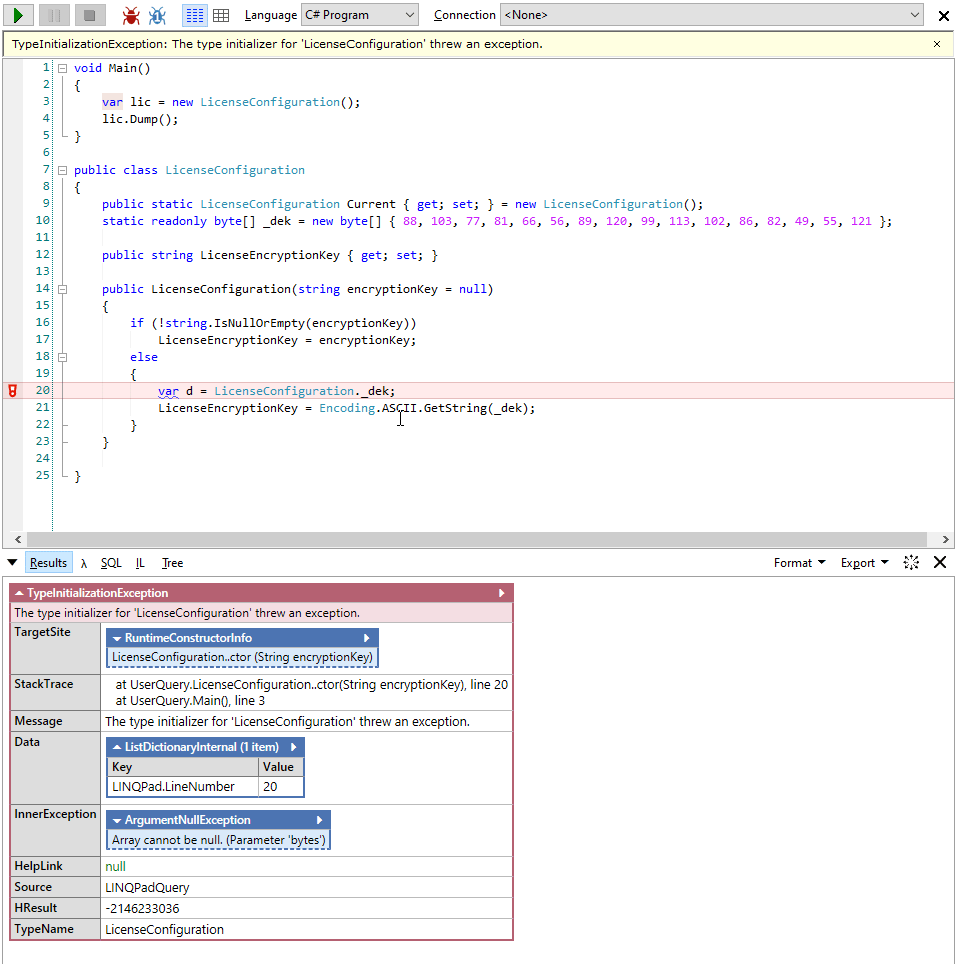 Language C# Program Connection <None>
TypeInitializationException: The type initializer for 'LicenseConfiguration' threw an exception.
1 void Main()
2 {
3 var lic = new LicenseConfiguration();
4 lic.Dump();
5 }
6
7 public class LicenseConfiguration
8 {
9 public static LicenseConfiguration Current { get; set; } = new LicenseConfiguration();
10 static readonly byte[] _dek = new byte[] { 88, 103, 77, 81, 66, 56, 89, 120, 99, 113, 102, 86, 82, 49, 55, 121 };
11
12 public string LicenseEncryptionKey { get; set; }
13
14 public LicenseConfiguration(string encryptionKey = null)
15 {
16 if (!string.IsNullOrEmpty(encryptionKey))
17 LicenseEncryptionKey = encryptionKey;
18 else
19 {
20 var d = LicenseConfiguration._dek;
21 LicenseEncryptionKey = Encoding.ASCII.GetString(_dek);
22 }
23 }
24
25 }
Results λ SQL IL Tree Format Export
TypeInitializationException
The type initializer for 'LicenseConfiguration' threw an exception.
TargetSite RuntimeConstructorInfo
LicenseConfiguration..ctor (String encryptionKey)
StackTrace at UserQuery.LicenseConfiguration..ctor(String encryptionKey), line 20
at UserQuery.Main(), line 3
Message The type initializer for 'LicenseConfiguration' threw an exception.
Data ListDictionaryInternal (1 item)
Key Value
LINQPad.LineNumber 20
InnerException ArgumentNullException
Array cannot be null. (Parameter 'bytes')
HelpLink null
Source LINQPadQuery
HResult -2146233036
TypeName LicenseConfiguration